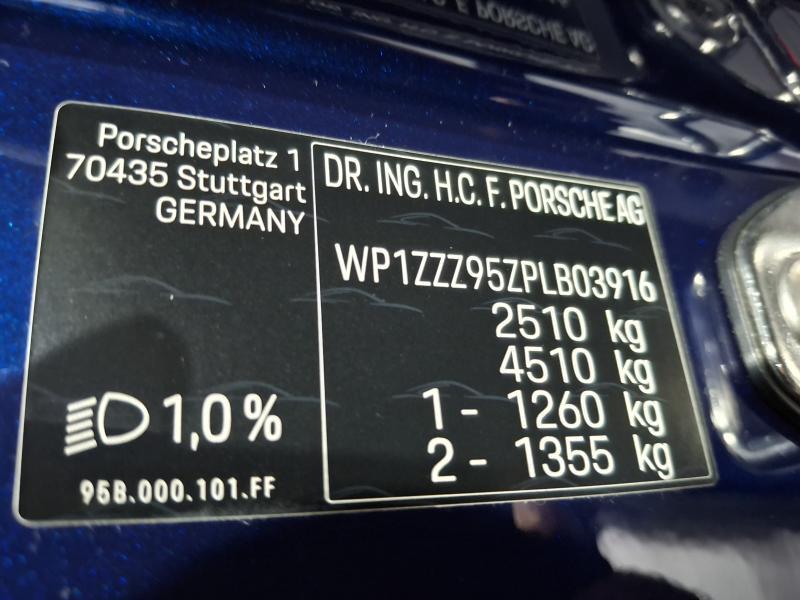 Porscheplatz 1
70435 Stuttgart
GERMANY
1,0 %
95B.000.101.FF
DR. ING. H.C. F. PORSCHE AG
WP1ZZZ95ZPLB03916
2510 kg
4510 kg
1 - 1260 kg
2 - 1355 kg